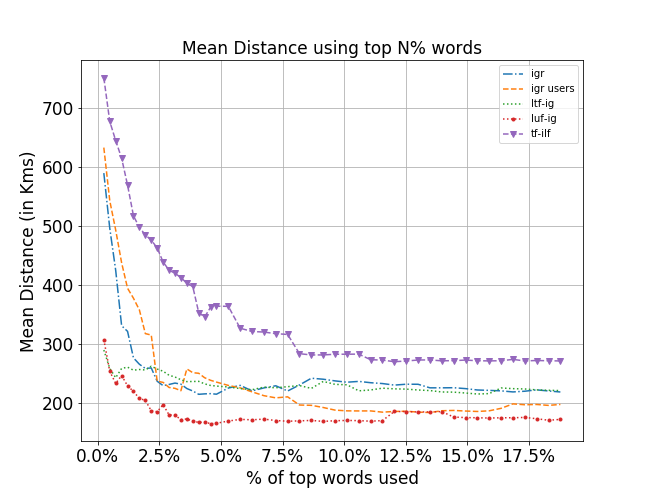 Mean Distance using top N% words
igr
igr users
ltf-ig
luf-ig
tf-ilf
Mean Distance (in Kms)
700
600
500
400
300
200
0.0% 2.5% 5.0% 7.5% 10.0% 12.5% 15.0% 17.5%
% of top words used